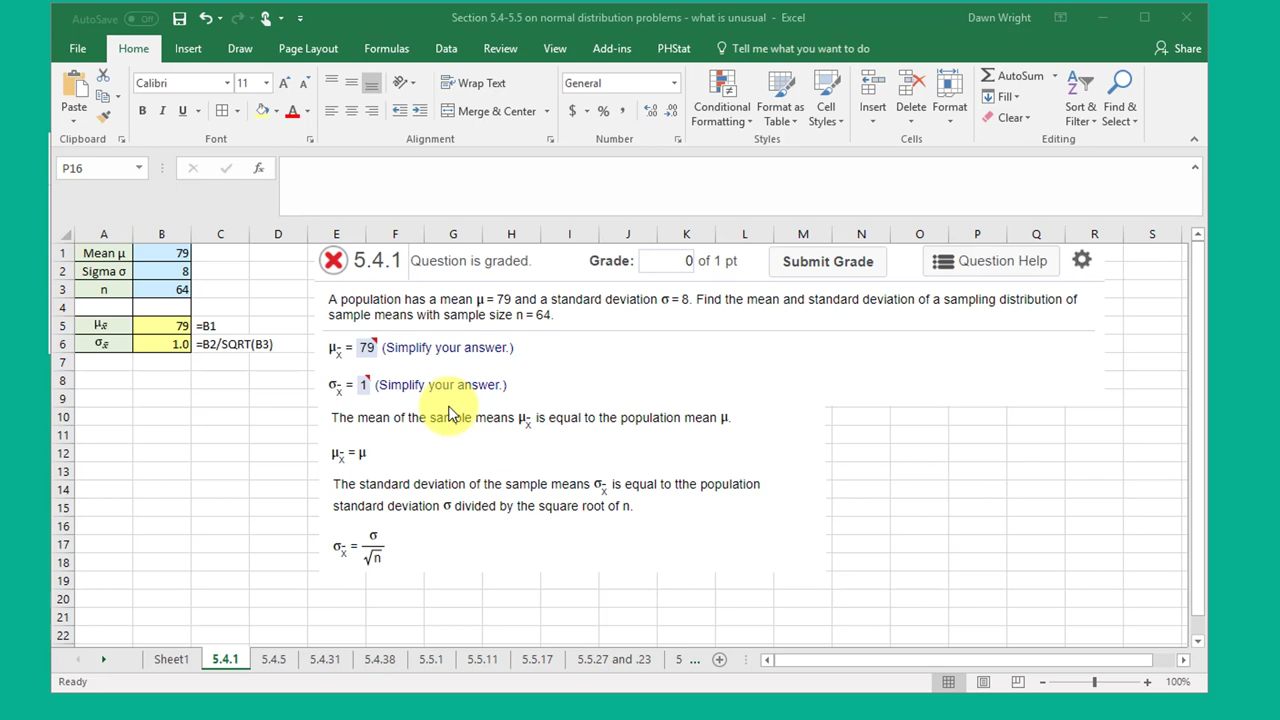 AutoSave Off
Section 5.4-5.5 on normal distribution problems - what is unusual - Excel
Dawn Wright
File Home Insert Draw Page Layout Formulas Data Review View Add-ins PHStat Tell me what you want to do Share
Paste
Calibri 11
B I U
Wrap Text
Merge & Center
General
$ % ,
Conditional Formatting
Format as Table
Cell Styles
Insert
Delete
Format
AutoSum
Fill
Clear
Sort & Filter
Find & Select
Clipboard Font Alignment Number Styles Cells Editing
P16
fx
A B C D E F G H I J K L M N O P Q R S
1 Mean μ 79
2 Sigma σ 8
3 n 64
4
5 μx̄ 79 =B1
6 σx̄ 1.0 =B2/SQRT(B3)
7
8
9
10
11
12
13
14
15
16
17
18
19
20
21
22
5.4.1 Question is graded. Grade: 0 of 1 pt Submit Grade Question Help
A population has a mean μ = 79 and a standard deviation σ = 8. Find the mean and standard deviation of a sampling distribution of
sample means with sample size n = 64.
μx̄ = 79 (Simplify your answer.)
σx̄ = 1 (Simplify your answer.)
The mean of the sample means μx̄ is equal to the population mean μ.
μx̄ = μ
The standard deviation of the sample means σx̄ is equal to tthe population
standard deviation σ divided by the square root of n.
σx̄ = σ/√n
Sheet1 5.4.1 5.4.5 5.4.31 5.4.38 5.5.1 5.5.11 5.5.17 5.5.27 and .23 5 ...
Ready
100%